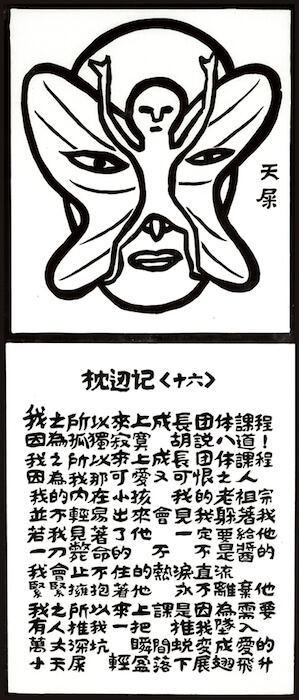 天屎
枕边记〈十六〉
我之所以來上成長团体課程!
因為孤獨寂寞胡説八道
我之所以來上成長团体課程
因為那可愛又可恨之人
我的內在小孩 我的老祖宗
並不輕易出來會見我躲著我
若我見著了他 一定要給他
一刀斃命 不是醬的
我會止不住的熱淚直流
緊緊擁抱著他 不離棄
我之所以來上課是因為他需要
有人推我一把 推我墜入愛的
萬丈深坑 瞬間蛻變成
小天屎 輕盈落下展翅飛升